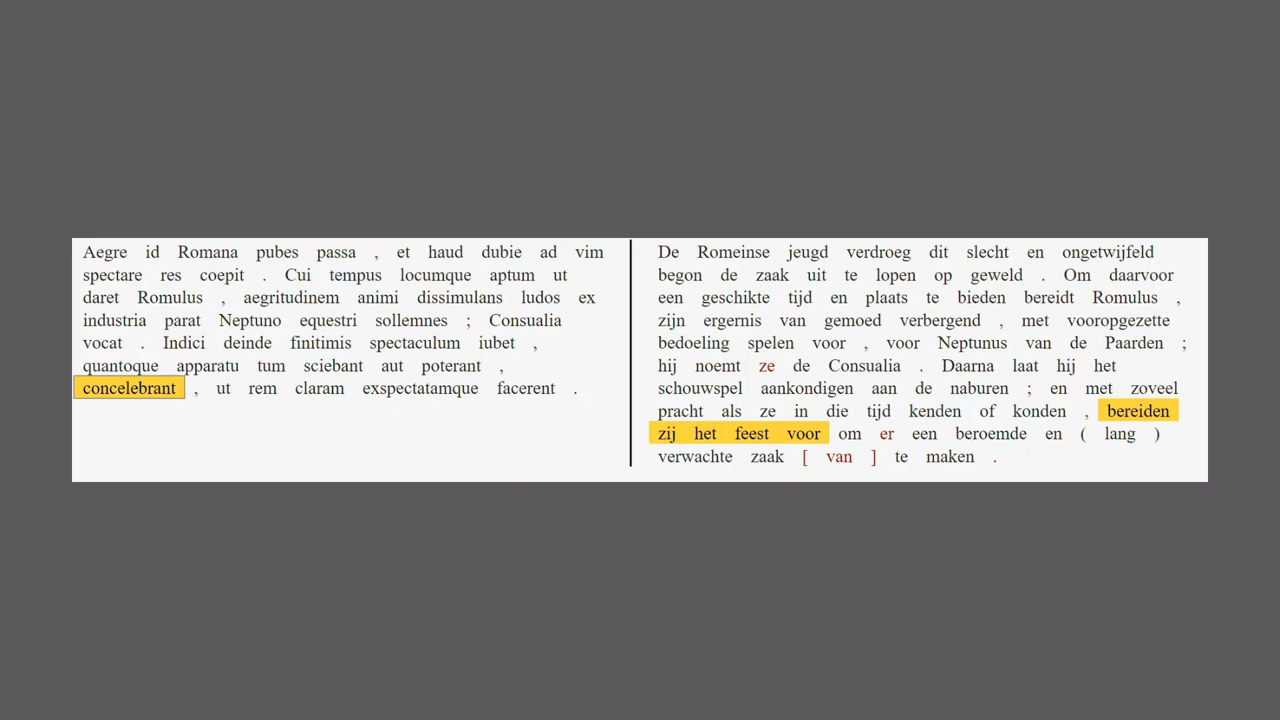 Aegre id Romana pubes passa , et haud dubie ad vim
spectare res coepit . Cui tempus locumque aptum ut
daret Romulus , aegritudinem animi dissimulans ludos ex
industria parat Neptuno equestri sollemnes ; Consualia
vocat . Indici deinde finitimis spectaculum iubet ,
quantoque apparatu tum sciebant aut poterant ,
concelebrant , ut rem claram exspectatamque facerent .
De Romeinse jeugd verdroeg dit slecht en ongetwijfeld
begon de zaak uit te lopen op geweld . Om daarvoor
een geschikte tijd en plaats te bieden bereidt Romulus ,
zijn ergernis van gemoed verbergend , met vooropgezette
bedoeling spelen voor , voor Neptunus van de Paarden ;
hij noemt ze de Consualia . Daarna laat hij het
schouwspel aankondigen aan de naburen ; en met zoveel
pracht als ze in die tijd kenden of konden , bereiden
zij het feest voor om er een beroemde en ( lang )
verwachte zaak [ van ] te maken .